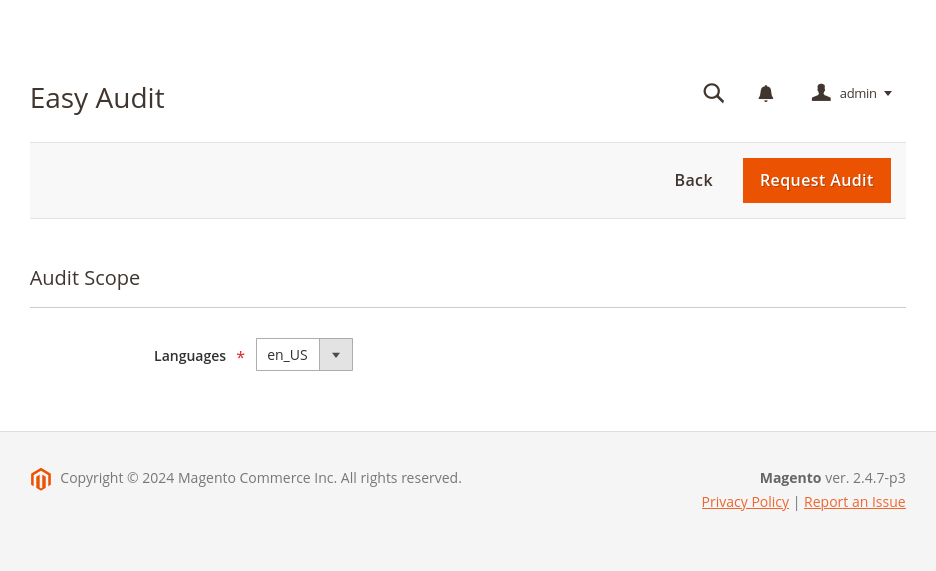 Easy Audit
admin
Back
Request Audit
Audit Scope
Languages *
en_US
Copyright © 2024 Magento Commerce Inc. All rights reserved.
Magento ver. 2.4.7-p3
Privacy Policy | Report an Issue